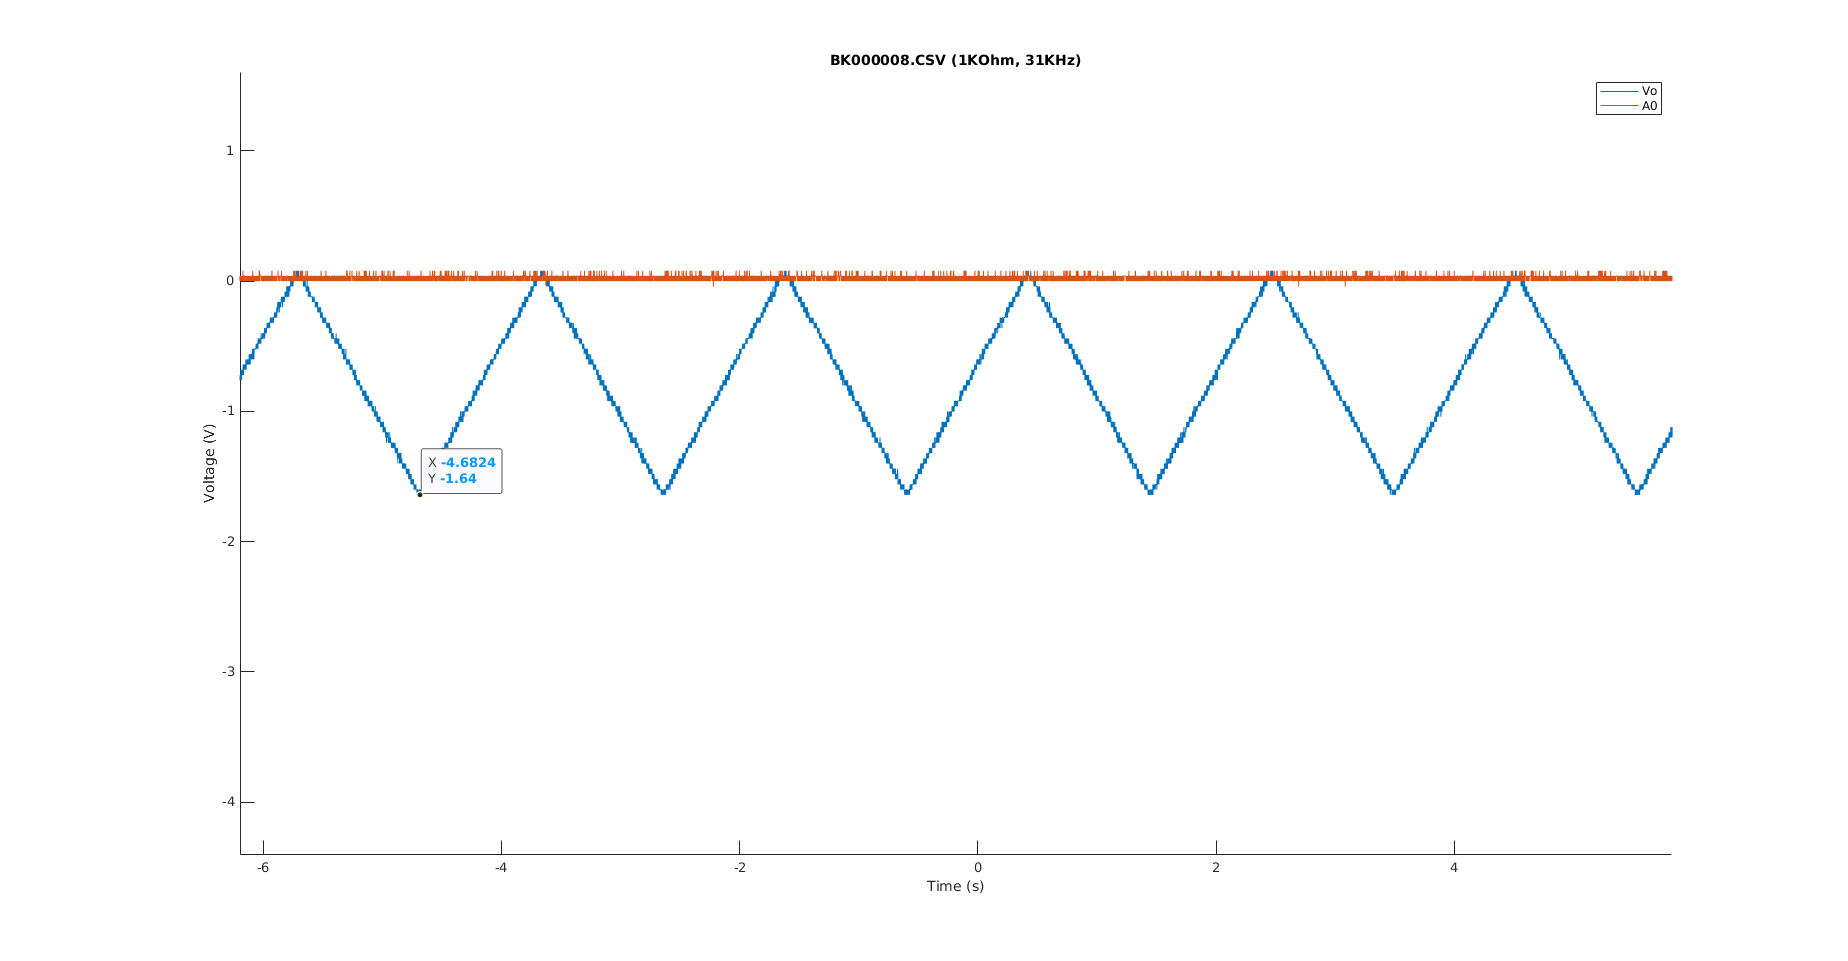 BK000008.CSV (1KOhm, 31KHz)
Vo
A0
1
0
-1
-2
-3
-4
Voltage (V)
X -4.6824
Y -1.64
-6 -4 -2 0 2 4
Time (s)